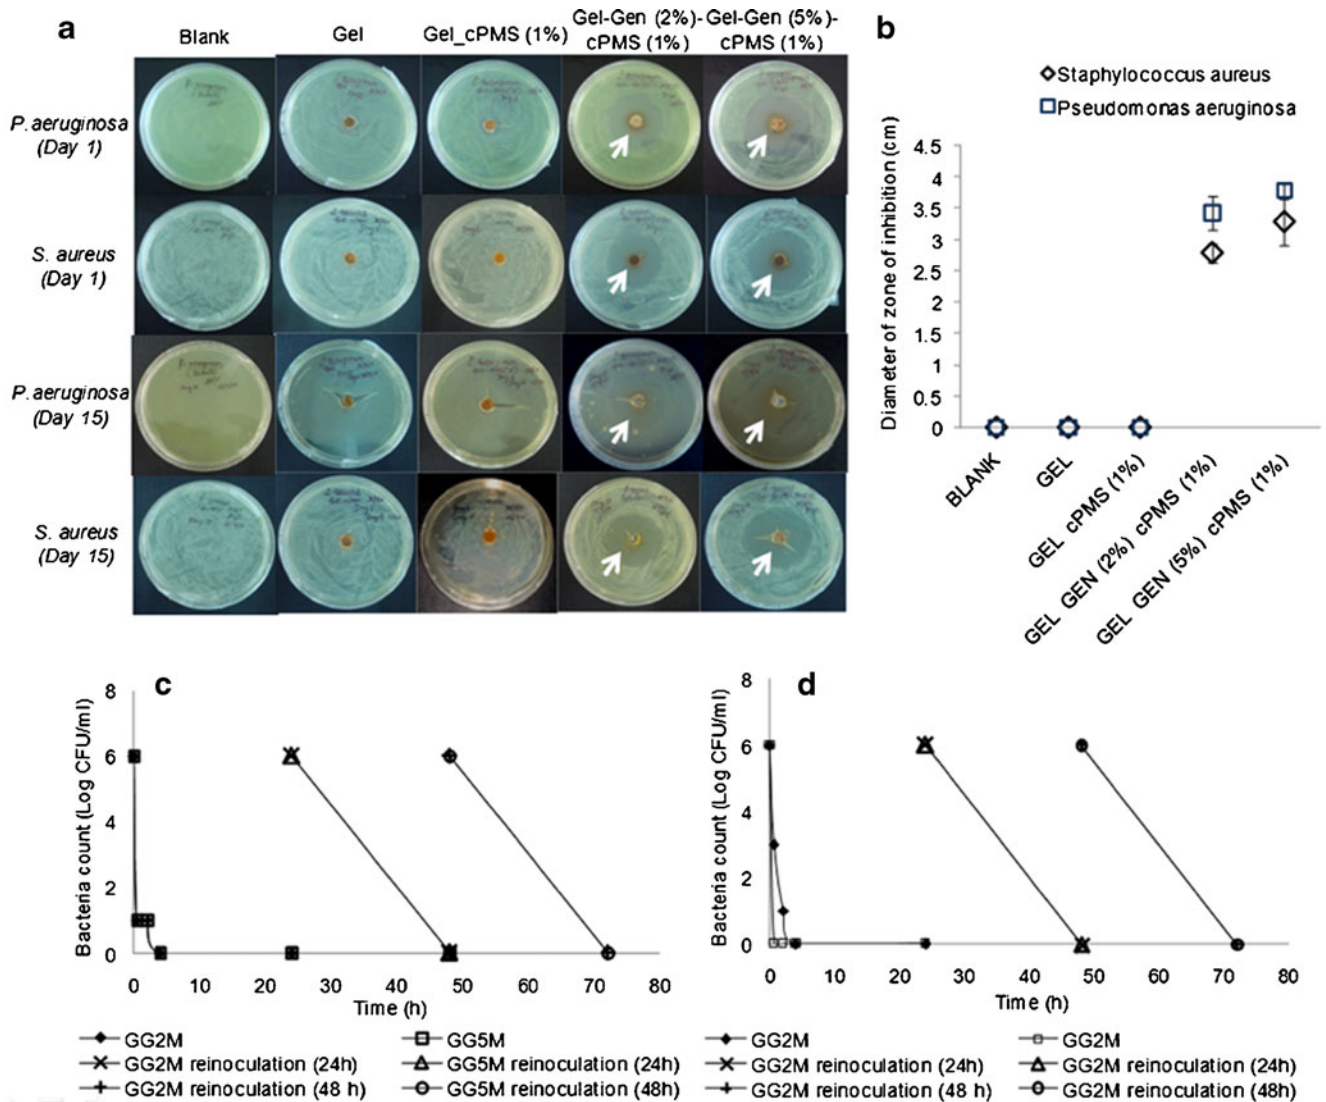 a
Blank
Gel
Gel_cPMS (1%)
Gel-Gen (2%)-
cPMS (1%)
Gel-Gen (5%)-
cPMS (1%)
P. aeruginosa
(Day 1)
S. aureus
(Day 1)
P. aeruginosa
(Day 15)
S. aureus
(Day 15)
b
Staphylococcus aureus
Pseudomonas aeruginosa
Diameter of zone of inhibition (cm)
4.5
4
3.5
3
2.5
2
1.5
1
0.5
0
BLANK
GEL
GEL cPMS (1%)
GEL GEN (2%) cPMS (1%)
GEL GEN (5%) cPMS (1%)
c
Bacteria count (Log CFU/ml)
8
6
4
2
0
0 10 20 30 40 50 60 70 80
Time (h)
GG2M
GG5M
GG2M reinoculation (24h)
GG5M reinoculation (24h)
GG2M reinoculation (48 h)
GG5M reinoculation (48h)
d
Bacteria count (Log CFU/ml)
8
6
4
2
0
0 10 20 30 40 50 60 70 80
Time (h)
GG2M
GG2M
GG2M reinoculation (24h)
GG2M reinoculation (24h)
GG2M reinoculation (48 h)
GG2M reinoculation (48h)